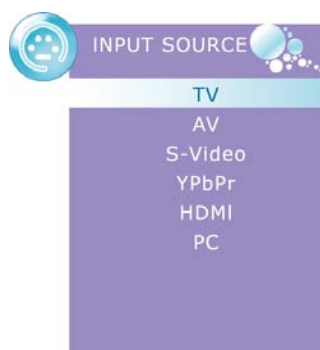 INPUT SOURCE
TV
AV
S-Video
YPbPr
HDMI
PC